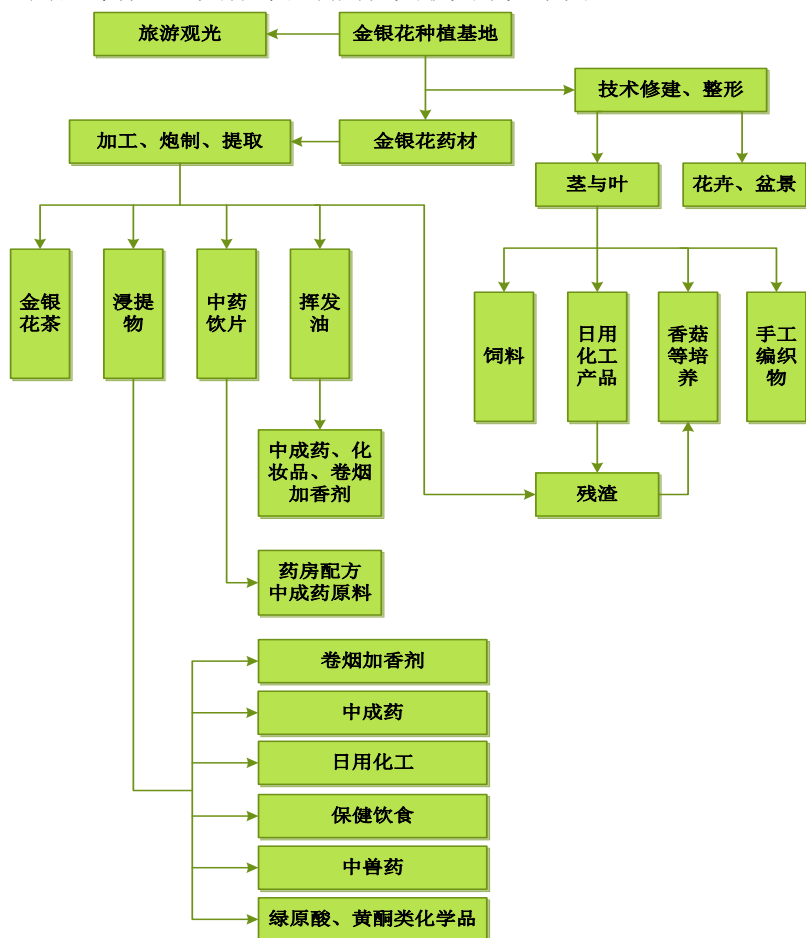 旅游观光
金银花种植基地
技术修建、整形
加工、炮制、提取
金银花药材
茎与叶
花卉、盆景
金银
花茶
浸提
物
中药
饮片
挥发
油
饲料
日用
化工
产品
香菇
等培
养
手工
编织
物
中成药、化
妆品、卷烟
加香剂
残渣
药房配方
中成药原料
卷烟加香剂
中成药
日用化工
保健饮食
中兽药
绿原酸、黄酮类化学品